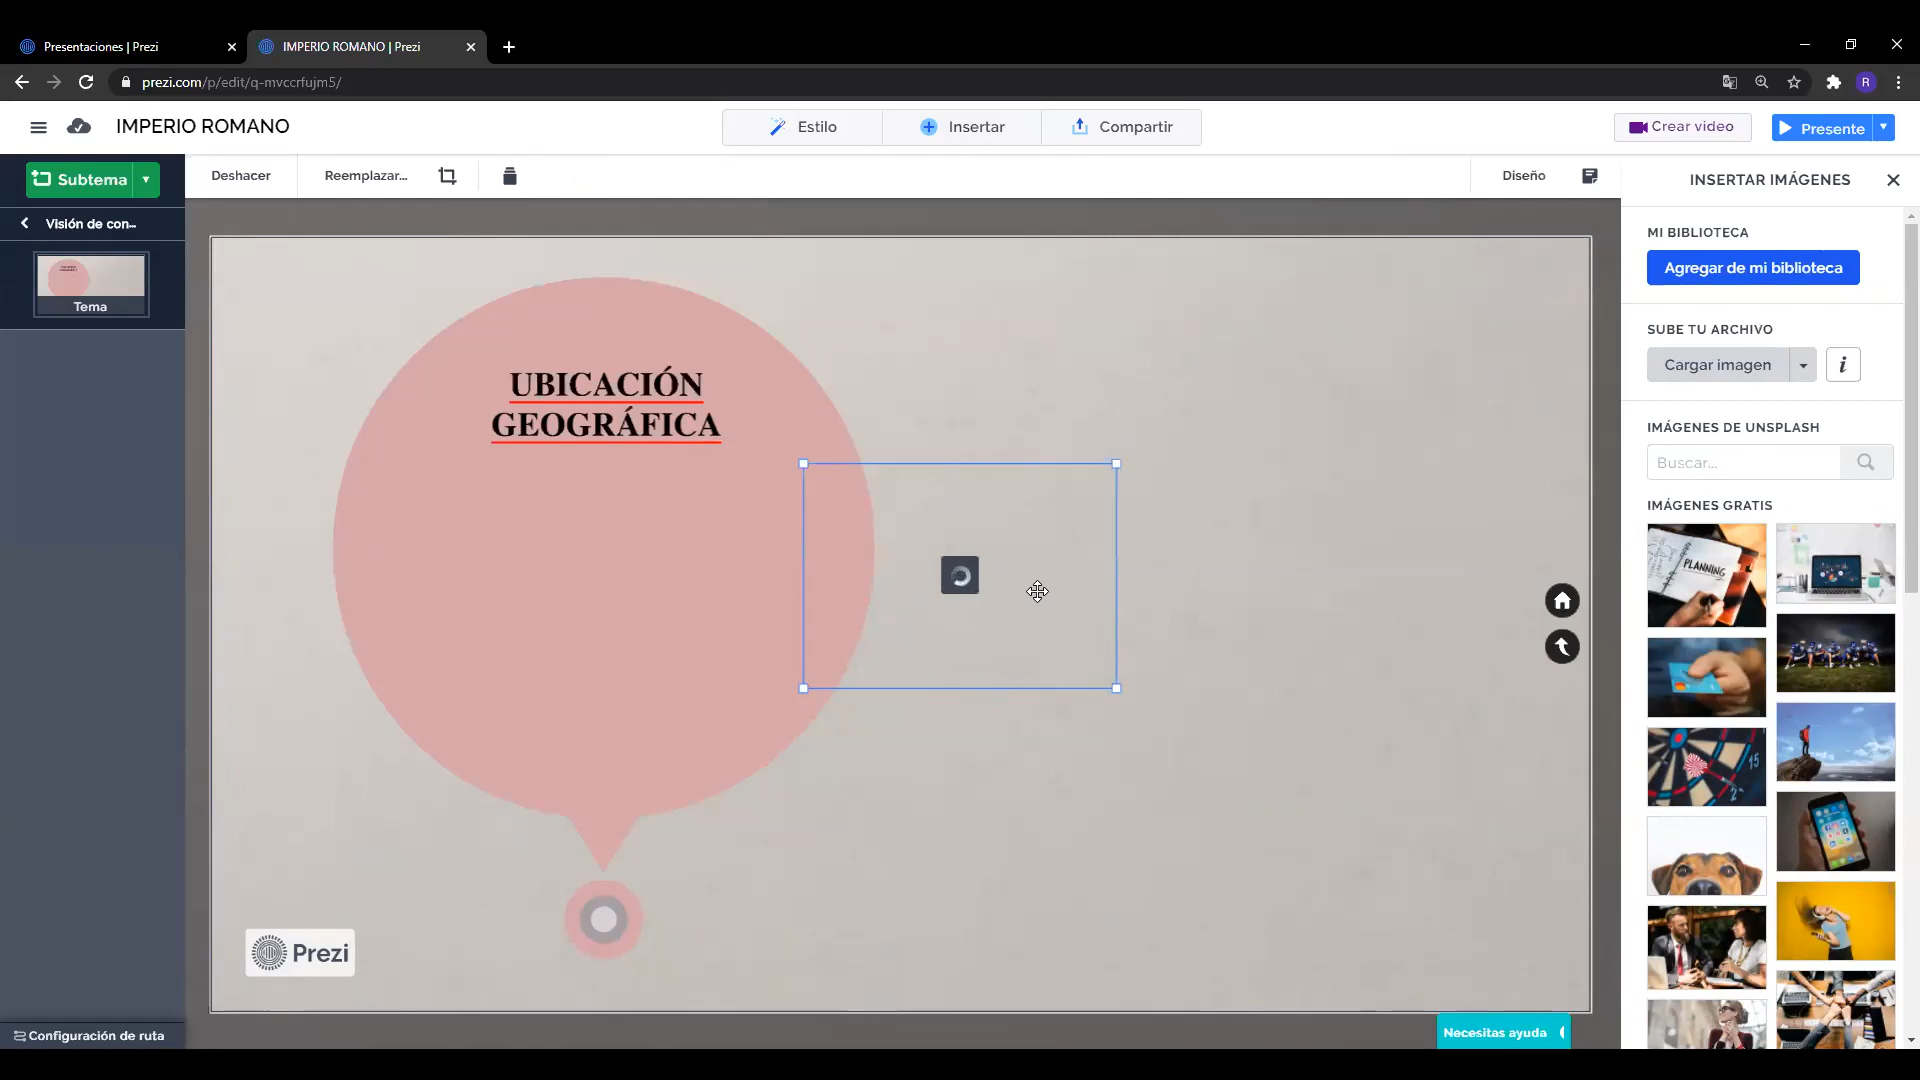 Presentaciones | Prezi
IMPERIO ROMANO | Prezi
prezi.com/p/edit/q-mvccrfujm5/
R
IMPERIO ROMANO
Estilo
Insertar
Compartir
Crear video
Presente
Subtema
Deshacer
Reemplazar...
Diseño
INSERTAR IMÁGENES
Visión de con...
Tema
MI BIBLIOTECA
Agregar de mi biblioteca
SUBE TU ARCHIVO
Cargar imagen
i
IMÁGENES DE UNSPLASH
Buscar...
IMÁGENES GRATIS
PLANNING
15
UBICACIÓN
GEOGRÁFICA
Prezi
Configuración de ruta
Necesitas ayuda